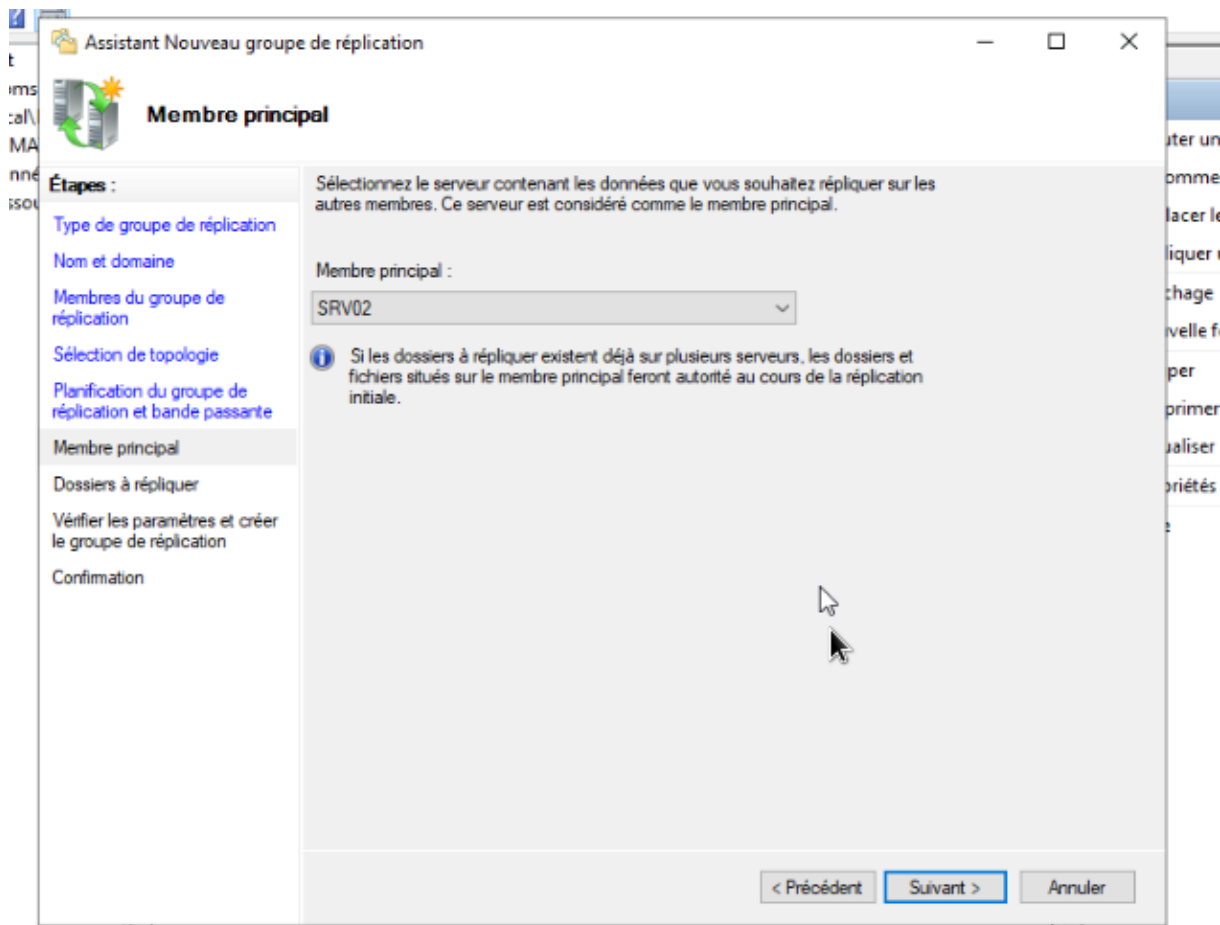 Assistant Nouveau groupe de réplication
Membre principal
Étapes :
Type de groupe de réplication
Nom et domaine
Membres du groupe de
réplication
Sélection de topologie
Planification du groupe de
réplication et bande passante
Membre principal
Dossiers à répliquer
Vérifier les paramètres et créer
le groupe de réplication
Confirmation
Sélectionnez le serveur contenant les données que vous souhaitez répliquer sur les
autres membres. Ce serveur est considéré comme le membre principal.
Membre principal :
SRV02
Si les dossiers à répliquer existent déjà sur plusieurs serveurs, les dossiers et
fichiers situés sur le membre principal feront autorité au cours de la réplication
initiale.
< Précédent
Suivant >
Annuler